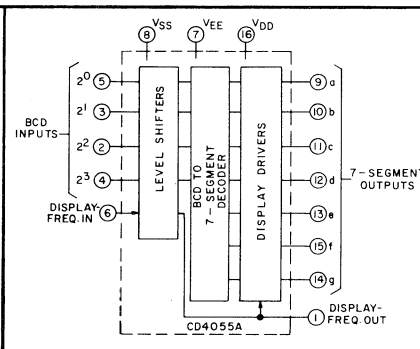 VSS VEE VDD
8 7 16
2⁰ 5 9 a
2¹ 3 10 b
BCD INPUTS
2² 2 11 c
2³ 4 12 d
7-SEGMENT OUTPUTS
DISPLAY-FREQ. IN 6 13 e
15 f
14 g
LEVEL SHIFTERS
BCD TO
7-SEGMENT
DECODER
DISPLAY DRIVERS
1 DISPLAY-FREQ. OUT
CD4055A